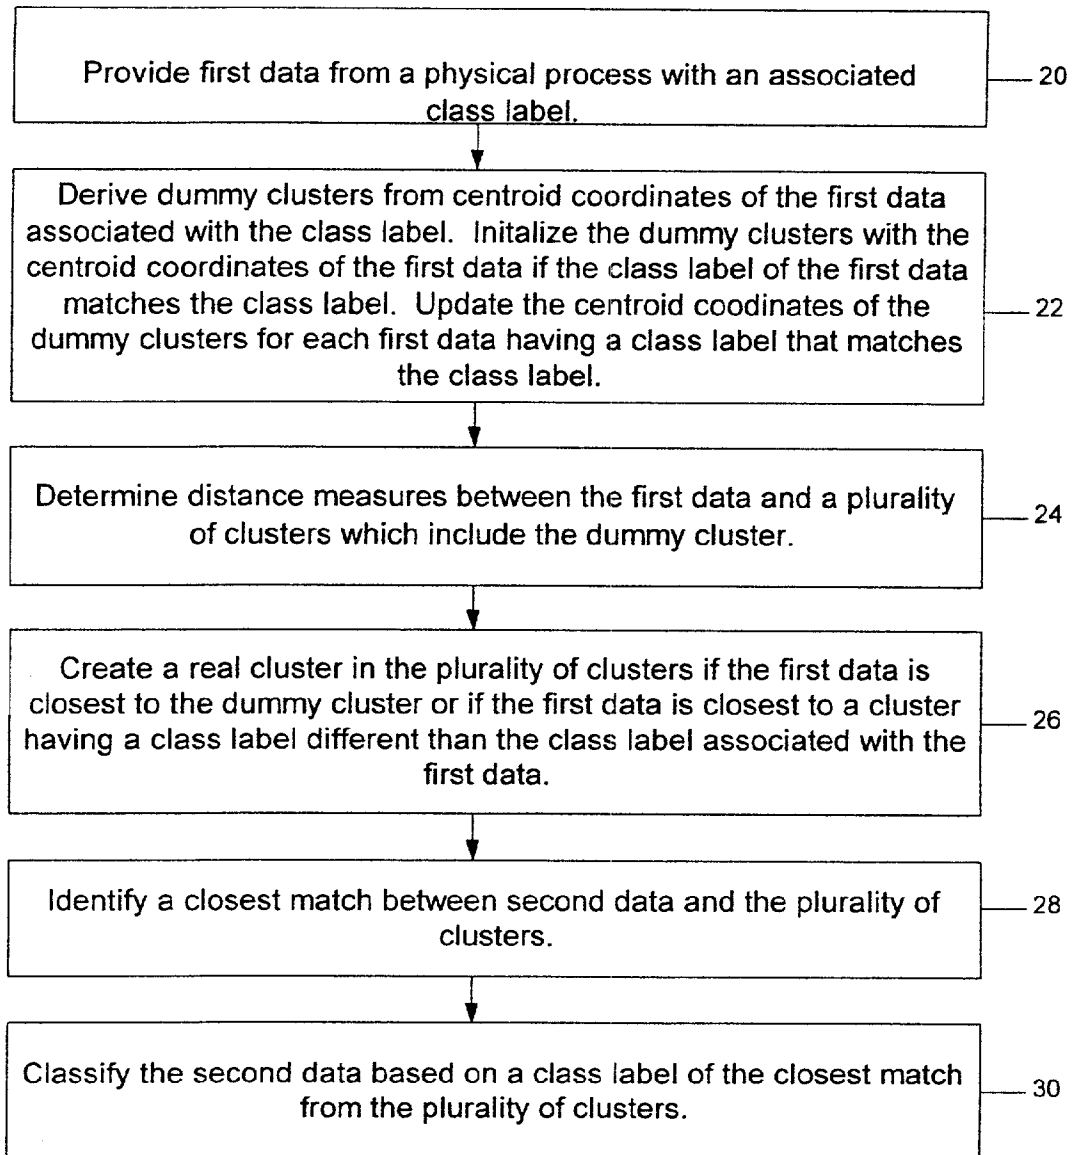 Provide first data from a physical process with an associated
class label.
20
Derive dummy clusters from centroid coordinates of the first data
associated with the class label. Initalize the dummy clusters with the
centroid coordinates of the first data if the class label of the first data
matches the class label. Update the centroid coodinates of the
dummy clusters for each first data having a class label that matches
the class label.
22
Determine distance measures between the first data and a plurality
of clusters which include the dummy cluster.
24
Create a real cluster in the plurality of clusters if the first data is
closest to the dummy cluster or if the first data is closest to a cluster
having a class label different than the class label associated with the
first data.
26
Identify a closest match between second data and the plurality of
clusters.
28
Classify the second data based on a class label of the closest match
from the plurality of clusters.
30